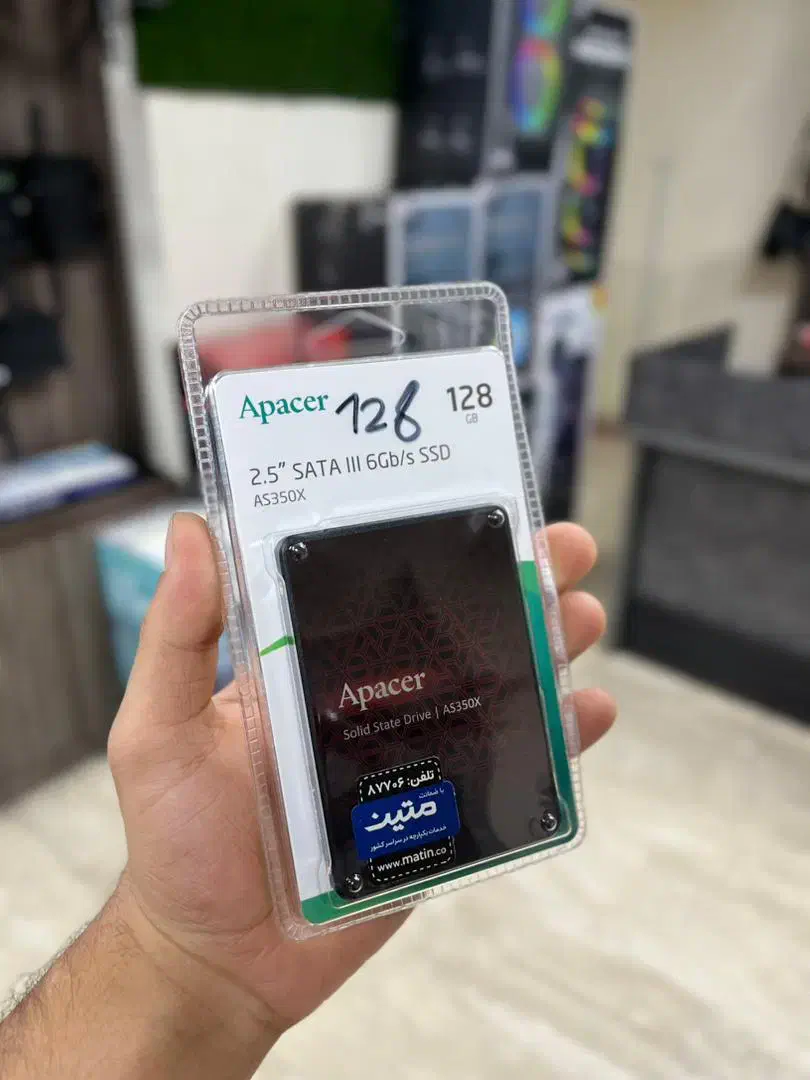 Apacer 128 128
GB
2.5” SATA III 6Gb/s SSD
AS350X
Apacer
Solid State Drive | AS350X
تلفن: ۸۷۷۰۶
با ضمانت
متین
خدمات یکپارچه در سراسر کشور
www.matin.co